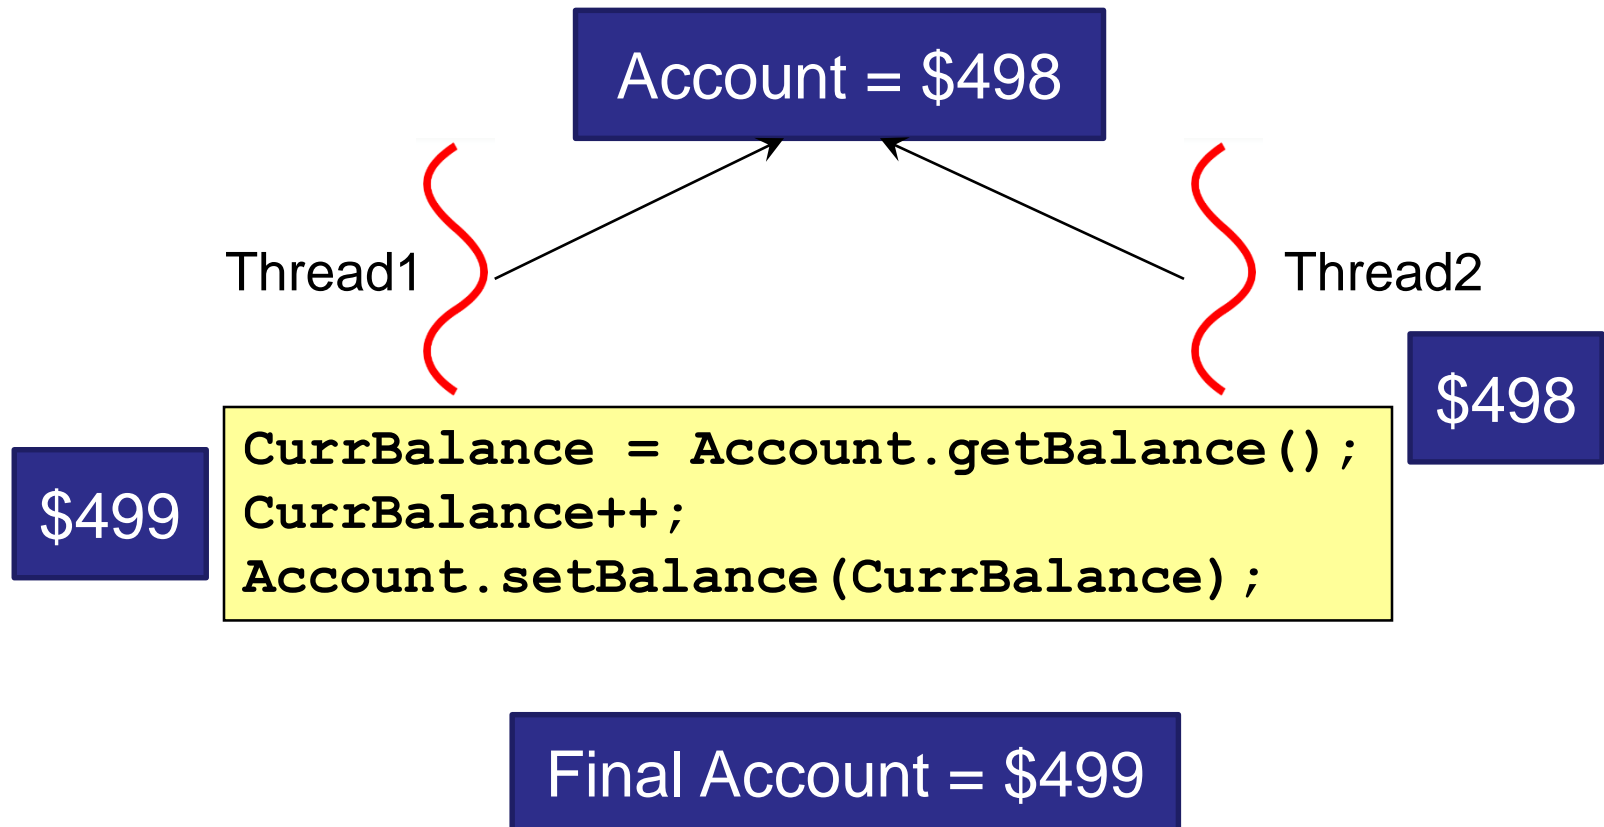 Account = $498
Thread1
Thread2
$498
$499
CurrBalance = Account.getBalance();
CurrBalance++;
Account.setBalance(CurrBalance);
Final Account = $499